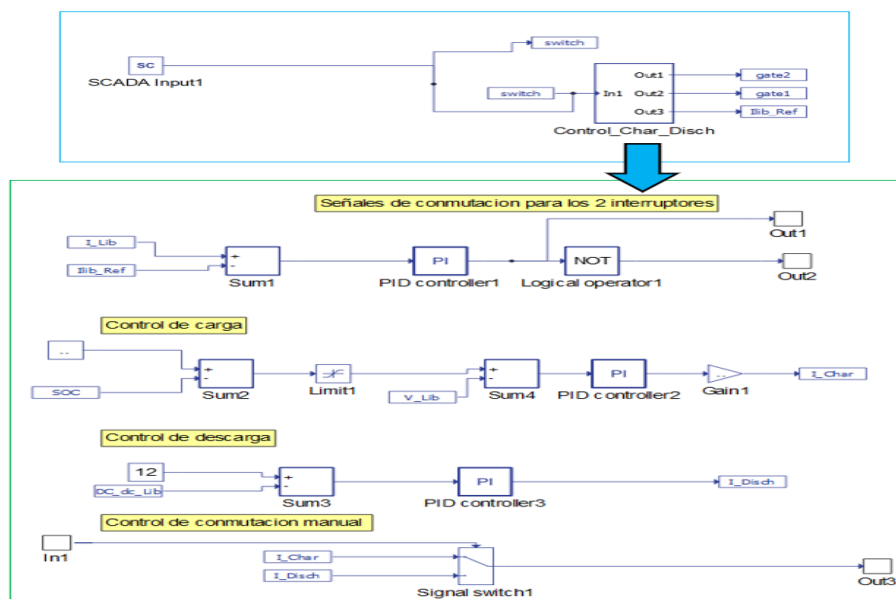 switch
SC
SCADA Input1
Out1
gate2
switch
In1
Out2
gate1
Out3
Ilib_Ref
Control_Char_Disch
Señales de conmutacion para los 2 interruptores
I_Lib
+
-
Ilib_Ref
Sum1
PI
PID controller1
NOT
Logical operator1
Out1
Out2
Control de carga
..
+
-
SOC
Sum2
Limit1
V_Lib
+
-
Sum4
PI
PID controller2
..
Gain1
I_Char
Control de descarga
12
+
-
DC_dc_Lib
Sum3
PI
PID controller3
I_Disch
Control de conmutacion manual
In1
I_Char
I_Disch
Signal switch1
Out3